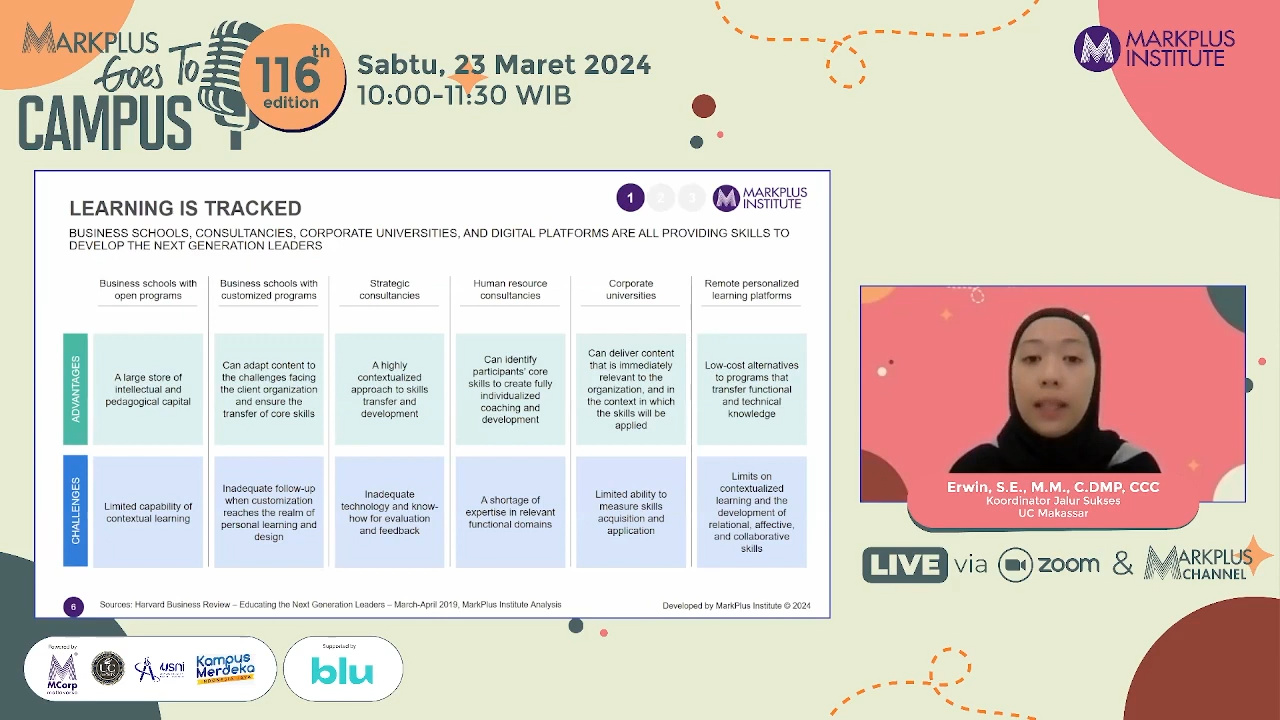 MARKPLUS
Goes To
CAMPUS
116th
edition
Sabtu, 23 Maret 2024
10:00-11:30 WIB
MARKPLUS
INSTITUTE
LEARNING IS TRACKED
1 2 3
MARKPLUS
INSTITUTE
BUSINESS SCHOOLS, CONSULTANCIES, CORPORATE UNIVERSITIES, AND DIGITAL PLATFORMS ARE ALL PROVIDING SKILLS TO
DEVELOP THE NEXT GENERATION LEADERS
Business schools with
open programs
Business schools with
customized programs
Strategic
consultancies
Human resource
consultancies
Corporate
universities
Remote personalized
learning platforms
ADVANTAGES
A large store of
intellectual and
pedagogical capital
Can adapt content to
the challenges facing
the client organization
and ensure the
transfer of core skills
A highly
contextualized
approach to skills
transfer and
development
Can identify
participants' core
skills to create fully
individualized
coaching and
development
Can deliver content
that is immediately
relevant to the
organization, and in
the context in which
the skills will be
applied
Low-cost alternatives
to programs that
transfer functional
and technical
knowledge
CHALLENGES
Limited capability of
contextual learning
Inadequate follow-up
when customization
reaches the realm of
personal learning and
design
Inadequate
technology and know-
how for evaluation
and feedback
A shortage of
expertise in relevant
functional domains
Limited ability to
measure skills
acquisition and
application
Limits on
contextualized
learning and the
development of
relational, affective,
and collaborative
skills
6
Sources: Harvard Business Review – Educating the Next Generation Leaders – March-April 2019, MarkPlus Institute Analysis
Developed by MarkPlus Institute © 2024
Erwin, S.E., M.M., C.DMP, CCC
Koordinator Jalur Sukses
UC Makassar
LIVE via zoom & MARKPLUS
CHANNEL
Powered by
MCorp
usni
Kampus
Merdeka
INDONESIA JAYA
Supported by
blu